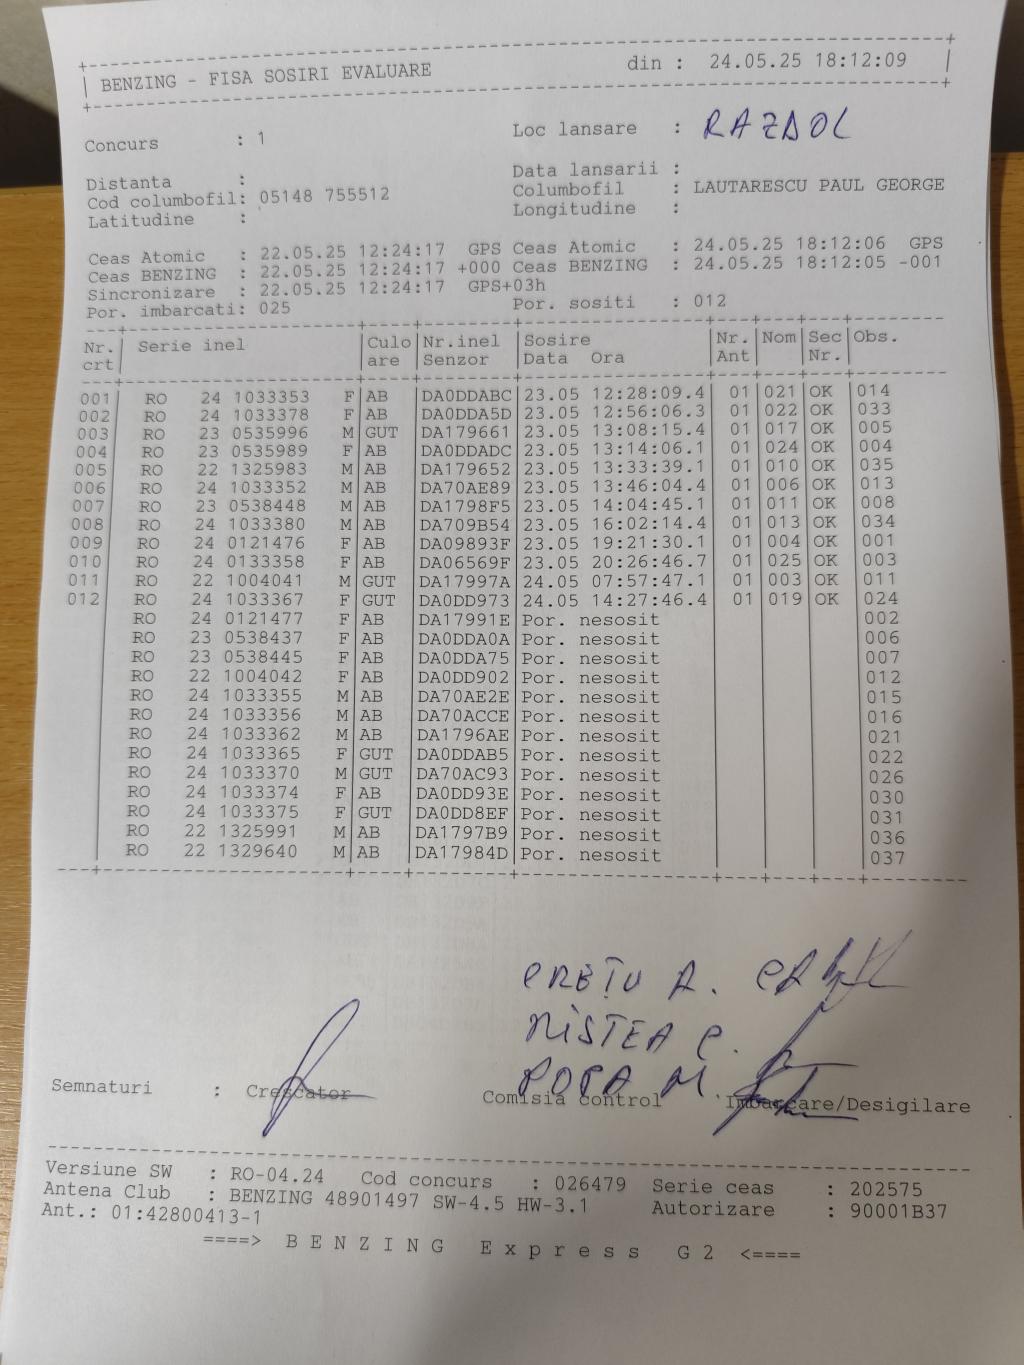 BENZING - FISA SOSIRI EVALUARE din : 24.05.25 18:12:09
Concurs : 1 Loc lansare : RAZDOL
Distanta : Data lansarii :
Cod columbofil: 05148 755512 Columbofil : LAUTARESCU PAUL GEORGE
Latitudine : Longitudine :
Ceas Atomic : 22.05.25 12:24:17 GPS Ceas Atomic : 24.05.25 18:12:06 GPS
Ceas BENZING : 22.05.25 12:24:17 +000 Ceas BENZING : 24.05.25 18:12:05 -001
Sincronizare : 22.05.25 12:24:17 GPS+03h
Por. imbarcati: 025 Por. sositi : 012
Nr. Serie inel Culo Nr.inel Sosire Nr. Nom Sec Obs.
crt are Senzor Data Ora Ant Nr.
001 RO 24 1033353 F AB DA0DDABC 23.05 12:28:09.4 01 021 OK 014
002 RO 24 1033378 F AB DA0DDA5D 23.05 12:56:06.3 01 022 OK 033
003 RO 23 0535996 M GUT DA179661 23.05 13:08:15.4 01 017 OK 005
004 RO 23 0535989 F AB DA0DDADC 23.05 13:14:06.1 01 024 OK 004
005 RO 22 1325983 M AB DA179652 23.05 13:33:39.1 01 010 OK 035
006 RO 24 1033352 M AB DA70AE89 23.05 13:46:04.4 01 006 OK 013
007 RO 23 0538448 M AB DA1798F5 23.05 14:04:45.1 01 011 OK 008
008 RO 24 1033380 M AB DA709B54 23.05 16:02:14.4 01 013 OK 034
009 RO 24 0121476 F AB DA09893F 23.05 19:21:30.1 01 004 OK 001
010 RO 24 0133358 F AB DA06569F 23.05 20:26:46.7 01 025 OK 003
011 RO 22 1004041 M GUT DA17997A 24.05 07:57:47.1 01 003 OK 011
012 RO 24 1033367 F GUT DA0DD973 24.05 14:27:46.4 01 019 OK 024
RO 24 0121477 F AB DA17991E Por. nesosit 002
RO 23 0538437 F AB DA0DDA0A Por. nesosit 006
RO 23 0538445 F AB DA0DDA75 Por. nesosit 007
RO 22 1004042 F AB DA0DD902 Por. nesosit 012
RO 24 1033355 M AB DA70AE2E Por. nesosit 015
RO 24 1033356 M AB DA70ACCE Por. nesosit 016
RO 24 1033362 M AB DA1796AE Por. nesosit 021
RO 24 1033365 F GUT DA0DDAB5 Por. nesosit 022
RO 24 1033370 M GUT DA70AC93 Por. nesosit 026
RO 24 1033374 F AB DA0DD93E Por. nesosit 030
RO 24 1033375 F GUT DA0DD8EF Por. nesosit 031
RO 22 1325991 M AB DA1797B9 Por. nesosit 036
RO 22 1329640 M AB DA17984D Por. nesosit 037
CREȚU A.
NISTEA C.
POPA M.
Semnaturi : Crescator Comisia control Imbarcare/Desigilare
Versiune SW : RO-04.24 Cod concurs : 026479 Serie ceas : 202575
Antena Club : BENZING 48901497 SW-4.5 HW-3.1 Autorizare : 90001B37
Ant.: 01:42800413-1
====> BENZING Express G2 <====